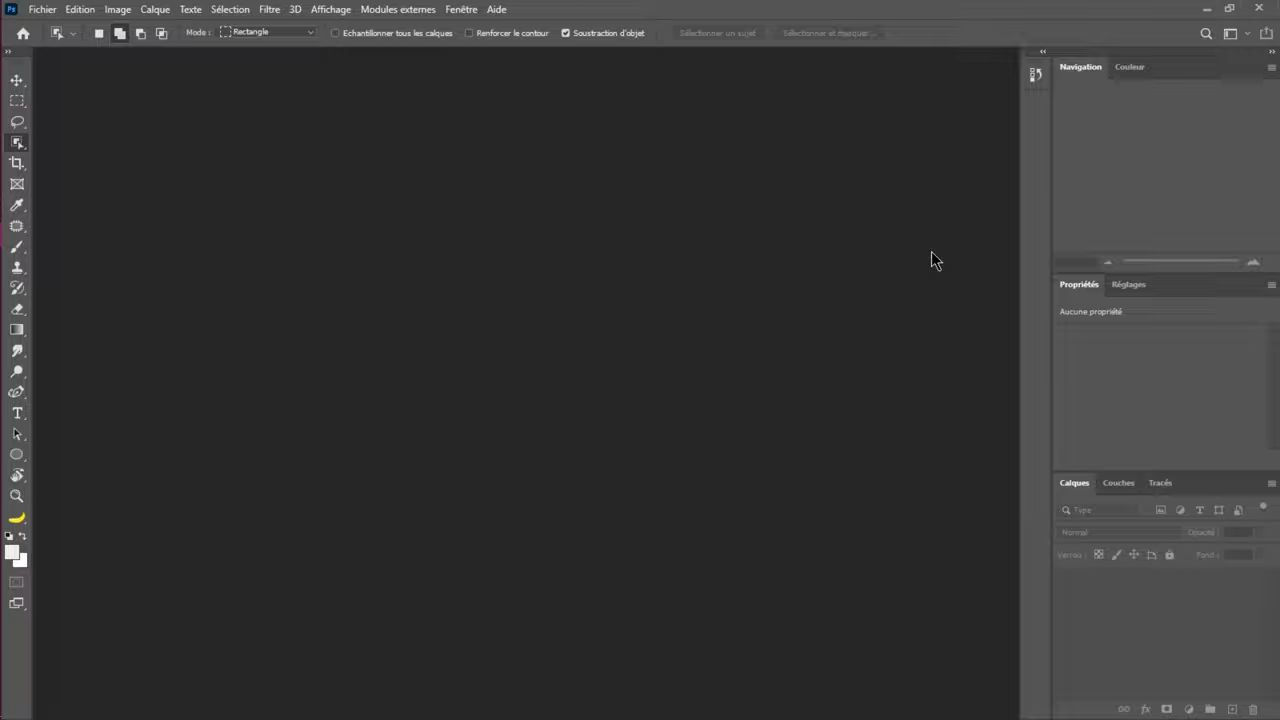 Ps Fichier Edition Image Calque Texte Sélection Filtre 3D Affichage Modules externes Fenêtre Aide
Mode : Rectangle Echantillonner tous les calques Renforcer le contour Soustraction d'objet Sélectionner un sujet Sélectionner et masquer ...
Navigation Couleur
Propriétés Réglages
Aucune propriété
Calques Couches Tracés
Type
Normal Opacité :
Verrou : Fond :